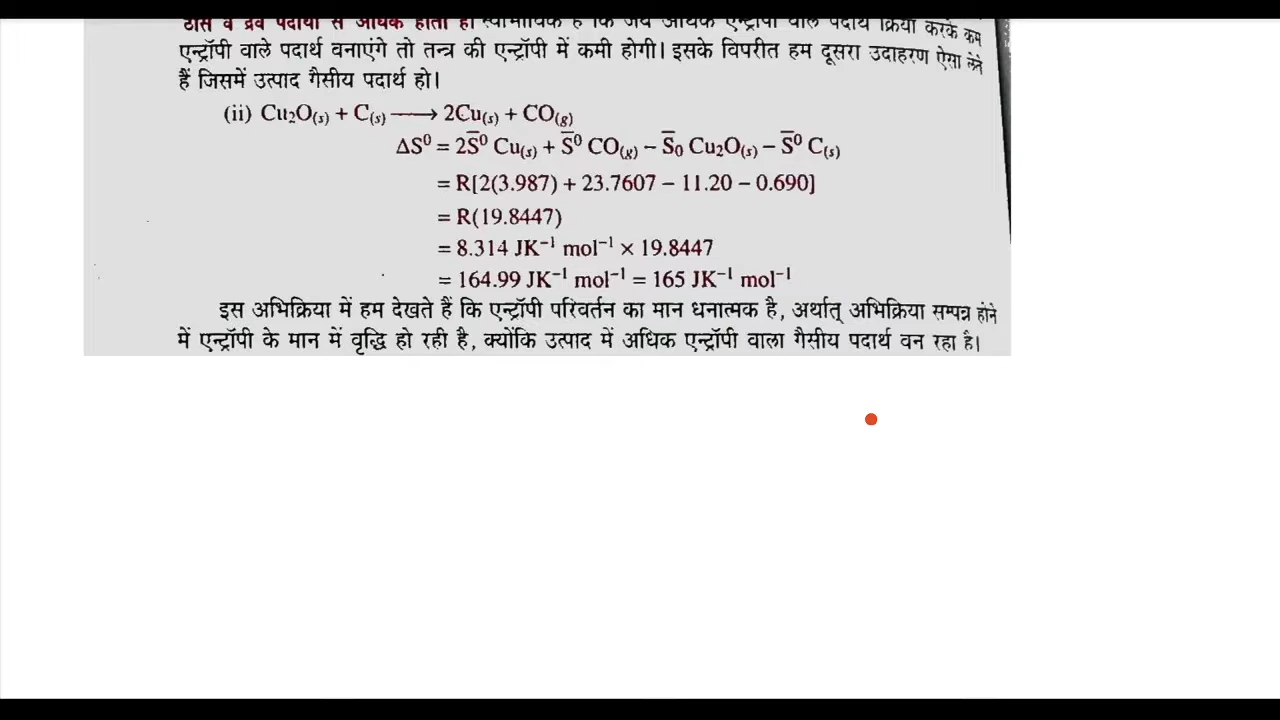 ठोस व द्रव पदार्थों से अधिक होती है। स्वाभाविक है कि जब अधिक एन्ट्रॉपी वाले पदार्थ क्रिया करके कम
एन्ट्रॉपी वाले पदार्थ बनाएंगे तो तन्त्र की एन्ट्रॉपी में कमी होगी। इसके विपरीत हम दूसरा उदाहरण ऐसा लेते
हैं जिसमें उत्पाद गैसीय पदार्थ हो।
(ii) Cu₂O₍s₎ + C₍s₎ ⟶ 2Cu₍s₎ + CO₍g₎
ΔS⁰ = 2S̅⁰ Cu₍s₎ + S̅⁰ CO₍g₎ − S̅₀ Cu₂O₍s₎ − S̅⁰ C₍s₎
= R[2(3.987) + 23.7607 − 11.20 − 0.690]
= R(19.8447)
= 8.314 JK⁻¹ mol⁻¹ × 19.8447
= 164.99 JK⁻¹ mol⁻¹ = 165 JK⁻¹ mol⁻¹
इस अभिक्रिया में हम देखते हैं कि एन्ट्रॉपी परिवर्तन का मान धनात्मक है, अर्थात् अभिक्रिया सम्पन्न होने
में एन्ट्रॉपी के मान में वृद्धि हो रही है, क्योंकि उत्पाद में अधिक एन्ट्रॉपी वाला गैसीय पदार्थ बन रहा है।